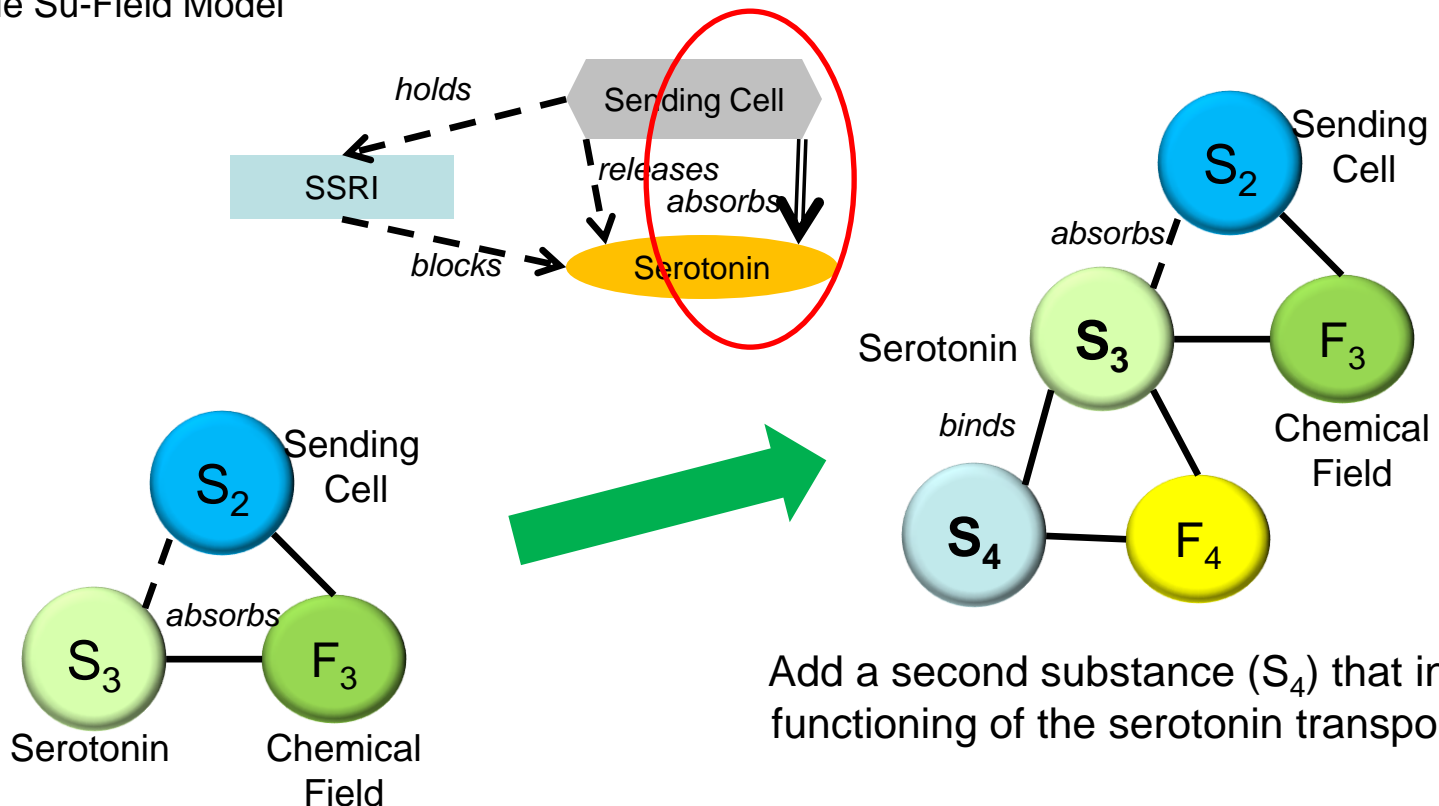 Su-Field Model
holds
Sending Cell
SSRI
releases
absorbs
blocks
Serotonin
S2
Sending
Cell
absorbs
Serotonin
S3
F3
binds
Chemical
Field
S4
F4
S2
Sending
Cell
absorbs
S3
F3
Serotonin
Chemical
Field
Add a second substance (S4) that
functioning of the serotonin